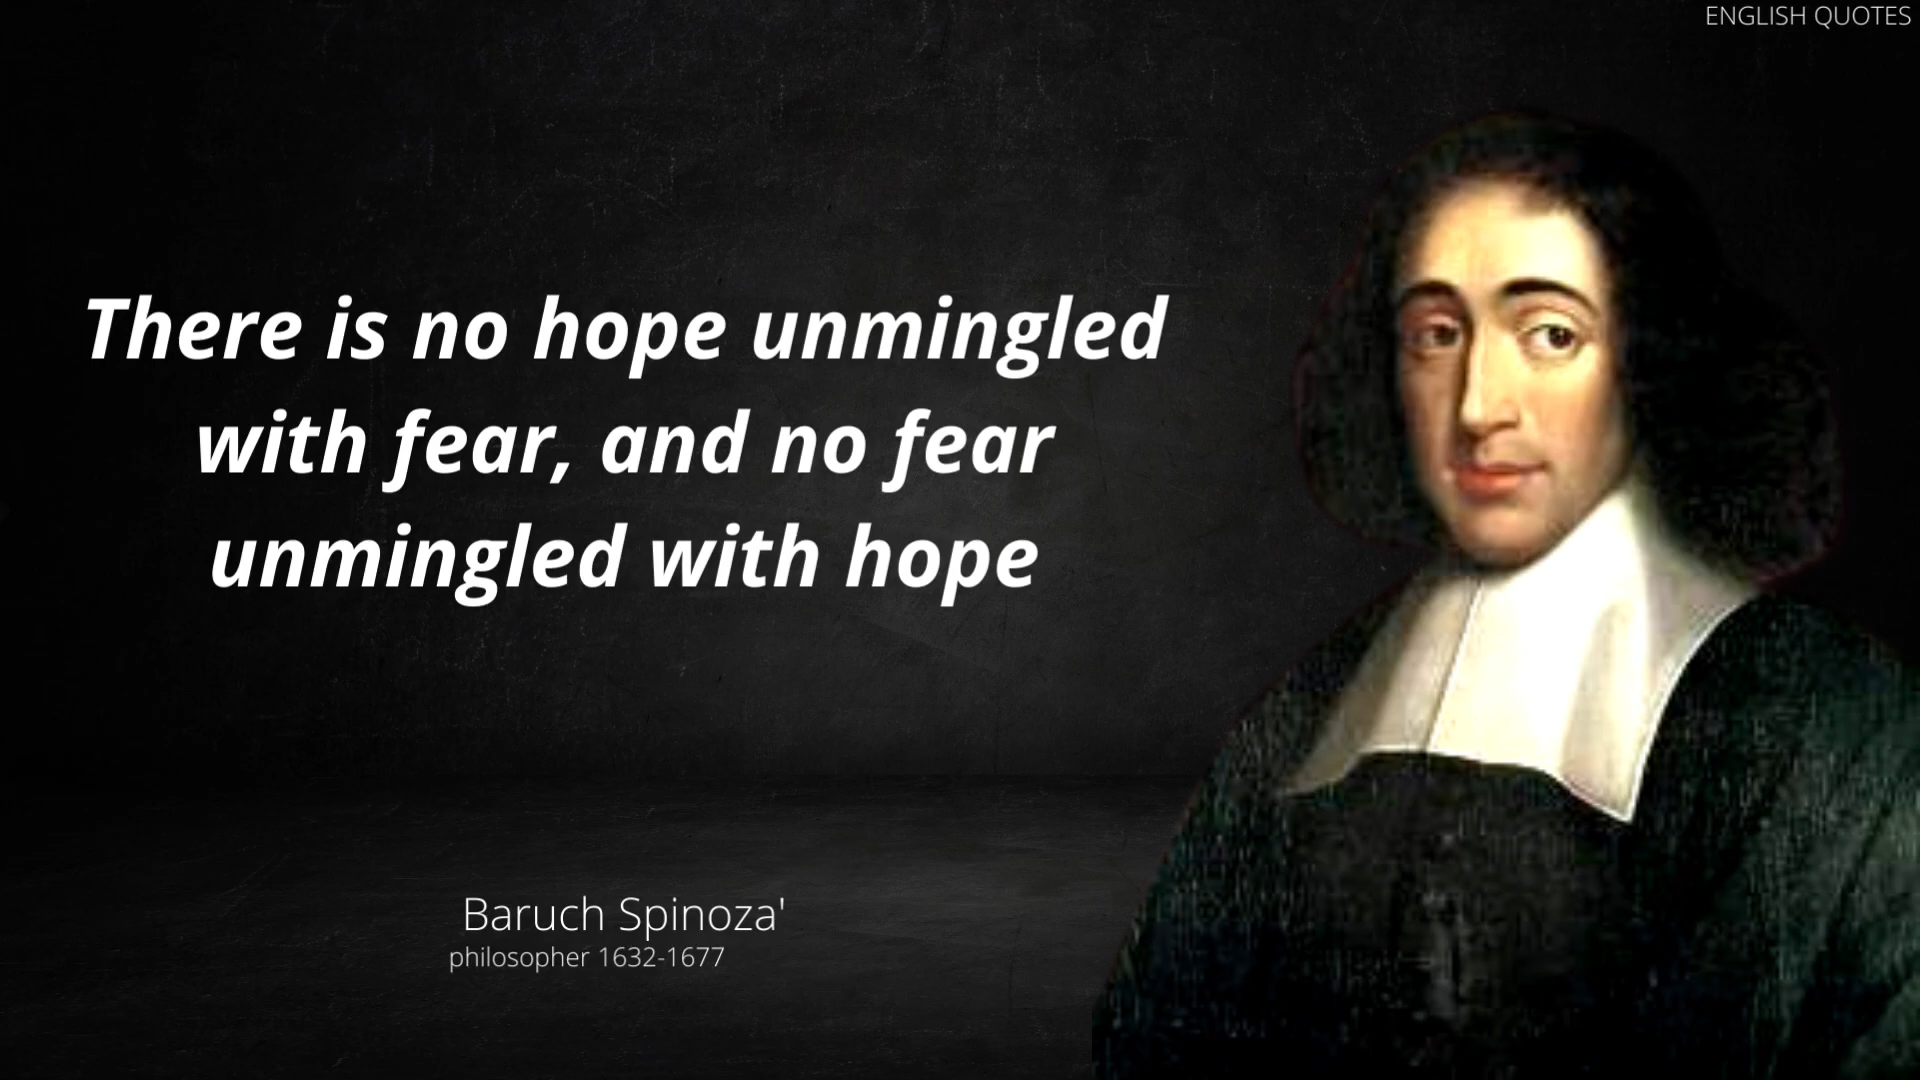 ENGLISH QUOTES
There is no hope unmingled
with fear, and no fear
unmingled with hope
Baruch Spinoza'
philosopher 1632-1677